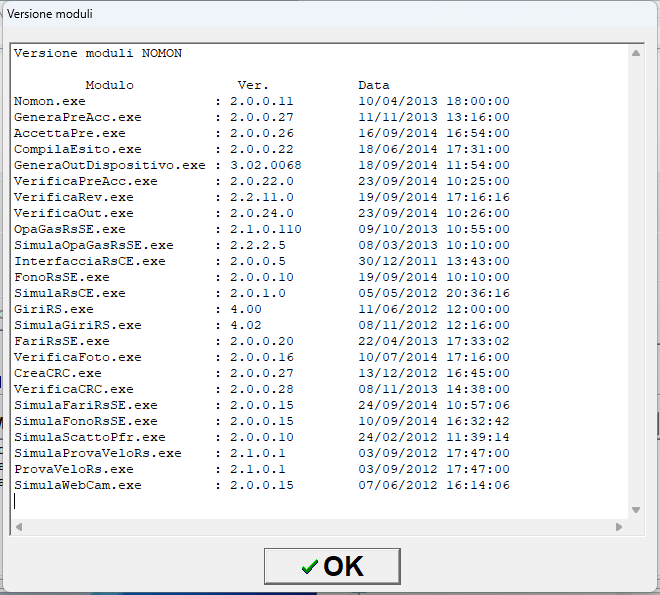 Versione moduli
Versione moduli NOMON
Modulo Ver. Data
Nomon.exe : 2.0.0.11 10/04/2013 18:00:00
GeneraPreAcc.exe : 2.0.0.27 11/11/2013 13:16:00
AccettaPre.exe : 2.0.0.26 16/09/2014 16:54:00
CompilaEsito.exe : 2.0.0.22 18/06/2014 17:31:00
GeneraOutDispositivo.exe : 3.02.0068 18/09/2014 11:54:00
VerificaPreAcc.exe : 2.0.22.0 23/09/2014 10:25:00
VerificaRev.exe : 2.2.11.0 19/09/2014 17:16:16
VerificaOut.exe : 2.0.24.0 23/09/2014 10:26:00
OpaGasRsSE.exe : 2.1.0.110 09/10/2013 10:55:00
SimulaOpaGasRsSE.exe : 2.2.2.5 08/03/2013 10:10:00
InterfacciaRsCE.exe : 2.0.0.5 30/12/2011 13:43:00
FonoRsSE.exe : 2.0.0.10 19/09/2014 10:10:00
SimulaRsCE.exe : 2.0.1.0 05/05/2012 20:36:16
GiriRS.exe : 4.00 11/06/2012 12:00:00
SimulaGiriRS.exe : 4.02 08/11/2012 12:16:00
FariRsSE.exe : 2.0.0.20 22/04/2013 17:33:02
VerificaFoto.exe : 2.0.0.16 10/07/2014 17:16:00
CreaCRC.exe : 2.0.0.27 13/12/2012 16:45:00
VerificaCRC.exe : 2.0.0.28 08/11/2013 14:38:00
SimulaFariRsSE.exe : 2.0.0.15 24/09/2014 10:57:06
SimulaFonoRsSE.exe : 2.0.0.15 10/09/2014 16:32:42
SimulaScattoPfr.exe : 2.0.0.10 24/02/2012 11:39:14
SimulaProvaVeloRs.exe : 2.1.0.1 03/09/2012 17:47:00
ProvaVeloRs.exe : 2.1.0.1 03/09/2012 17:47:00
SimulaWebCam.exe : 2.0.0.15 07/06/2012 16:14:06
OK